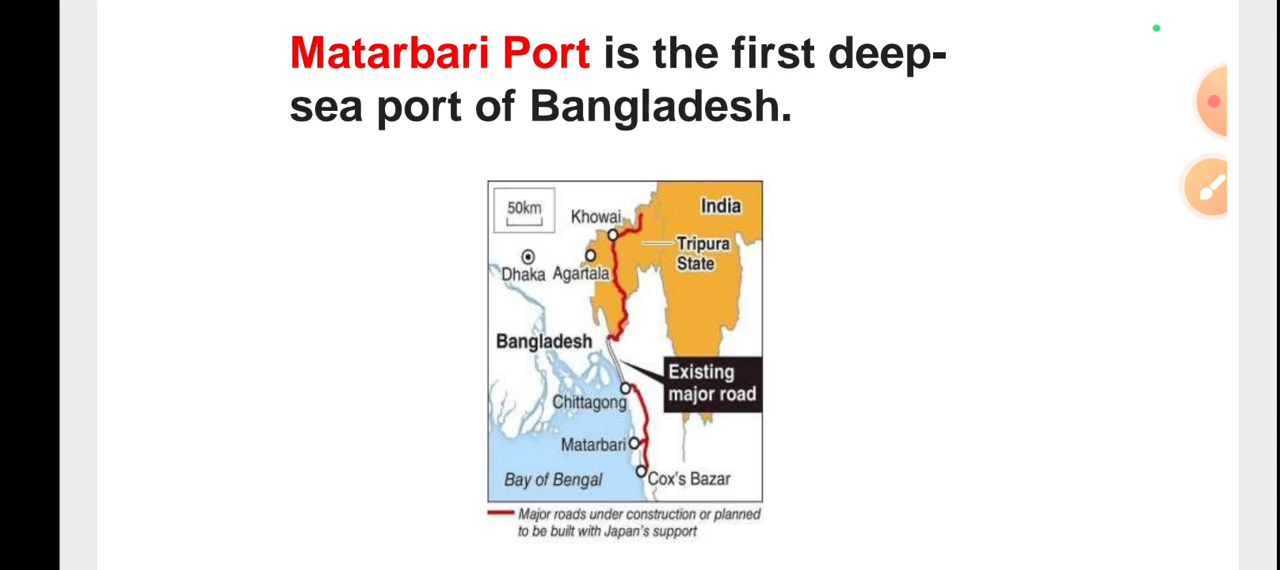 Matarbari Port is the first deep-
sea port of Bangladesh.
50km
Khowai
India
Tripura
State
Dhaka Agartala
Bangladesh
Existing
major road
Chittagong
Matarbari
Bay of Bengal
Cox's Bazar
Major roads under construction or planned
to be built with Japan's support